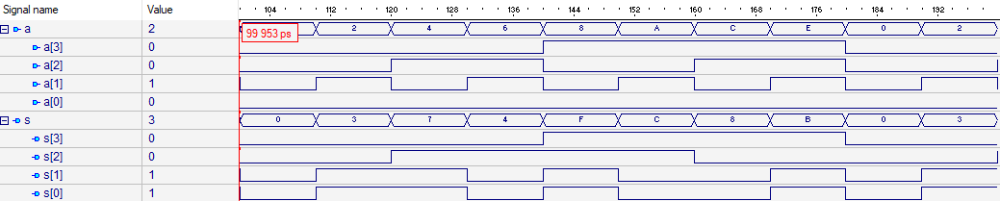 Signal name Value 104 112 120 128 136 144 152 160 168 176 184 192
a 2 2 4 6 8 A C E 0 2
99 953 ps
a[3] 0
a[2] 0
a[1] 1
a[0] 0
s 3 0 3 7 4 F C 8 B 0 3
s[3] 0
s[2] 0
s[1] 1
s[0] 1